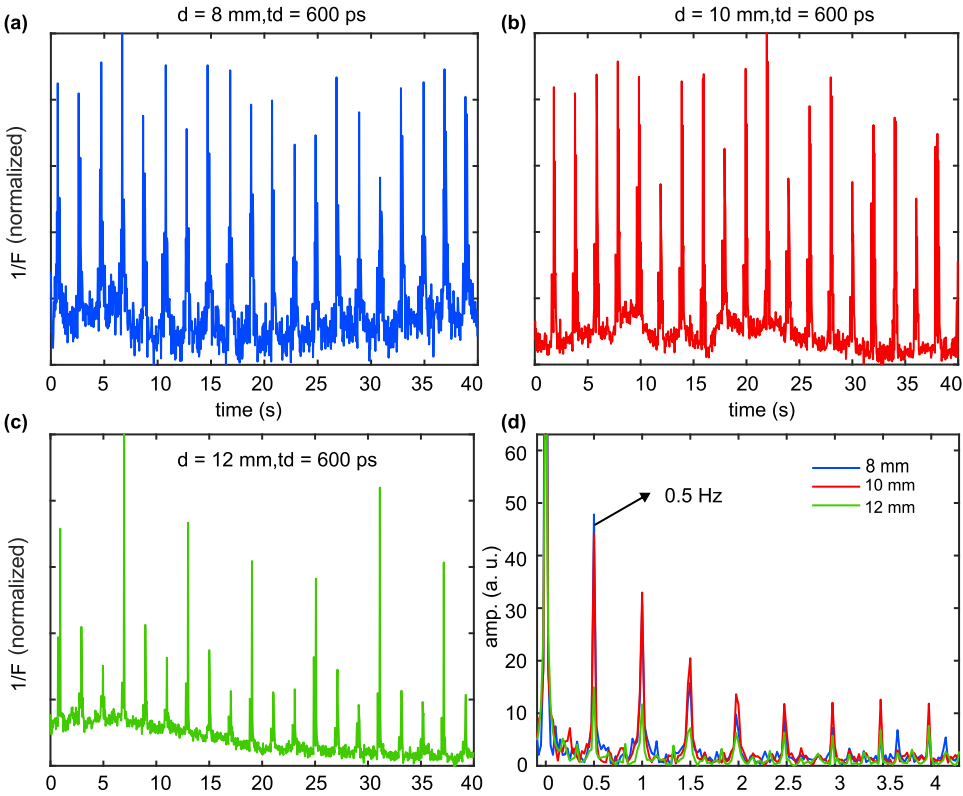 (a)
d = 8 mm,td = 600 ps
1/F (normalized)
0 5 10 15 20 25 30 35 40
time (s)
(b)
d = 10 mm,td = 600 ps
0 5 10 15 20 25 30 35 40
time (s)
(c)
d = 12 mm,td = 600 ps
1/F (normalized)
0 5 10 15 20 25 30 35 40
(d)
60
50
40
30
20
10
0
amp. (a. u.)
0.5 Hz
8 mm
10 mm
12 mm
0 0.5 1 1.5 2 2.5 3 3.5 4